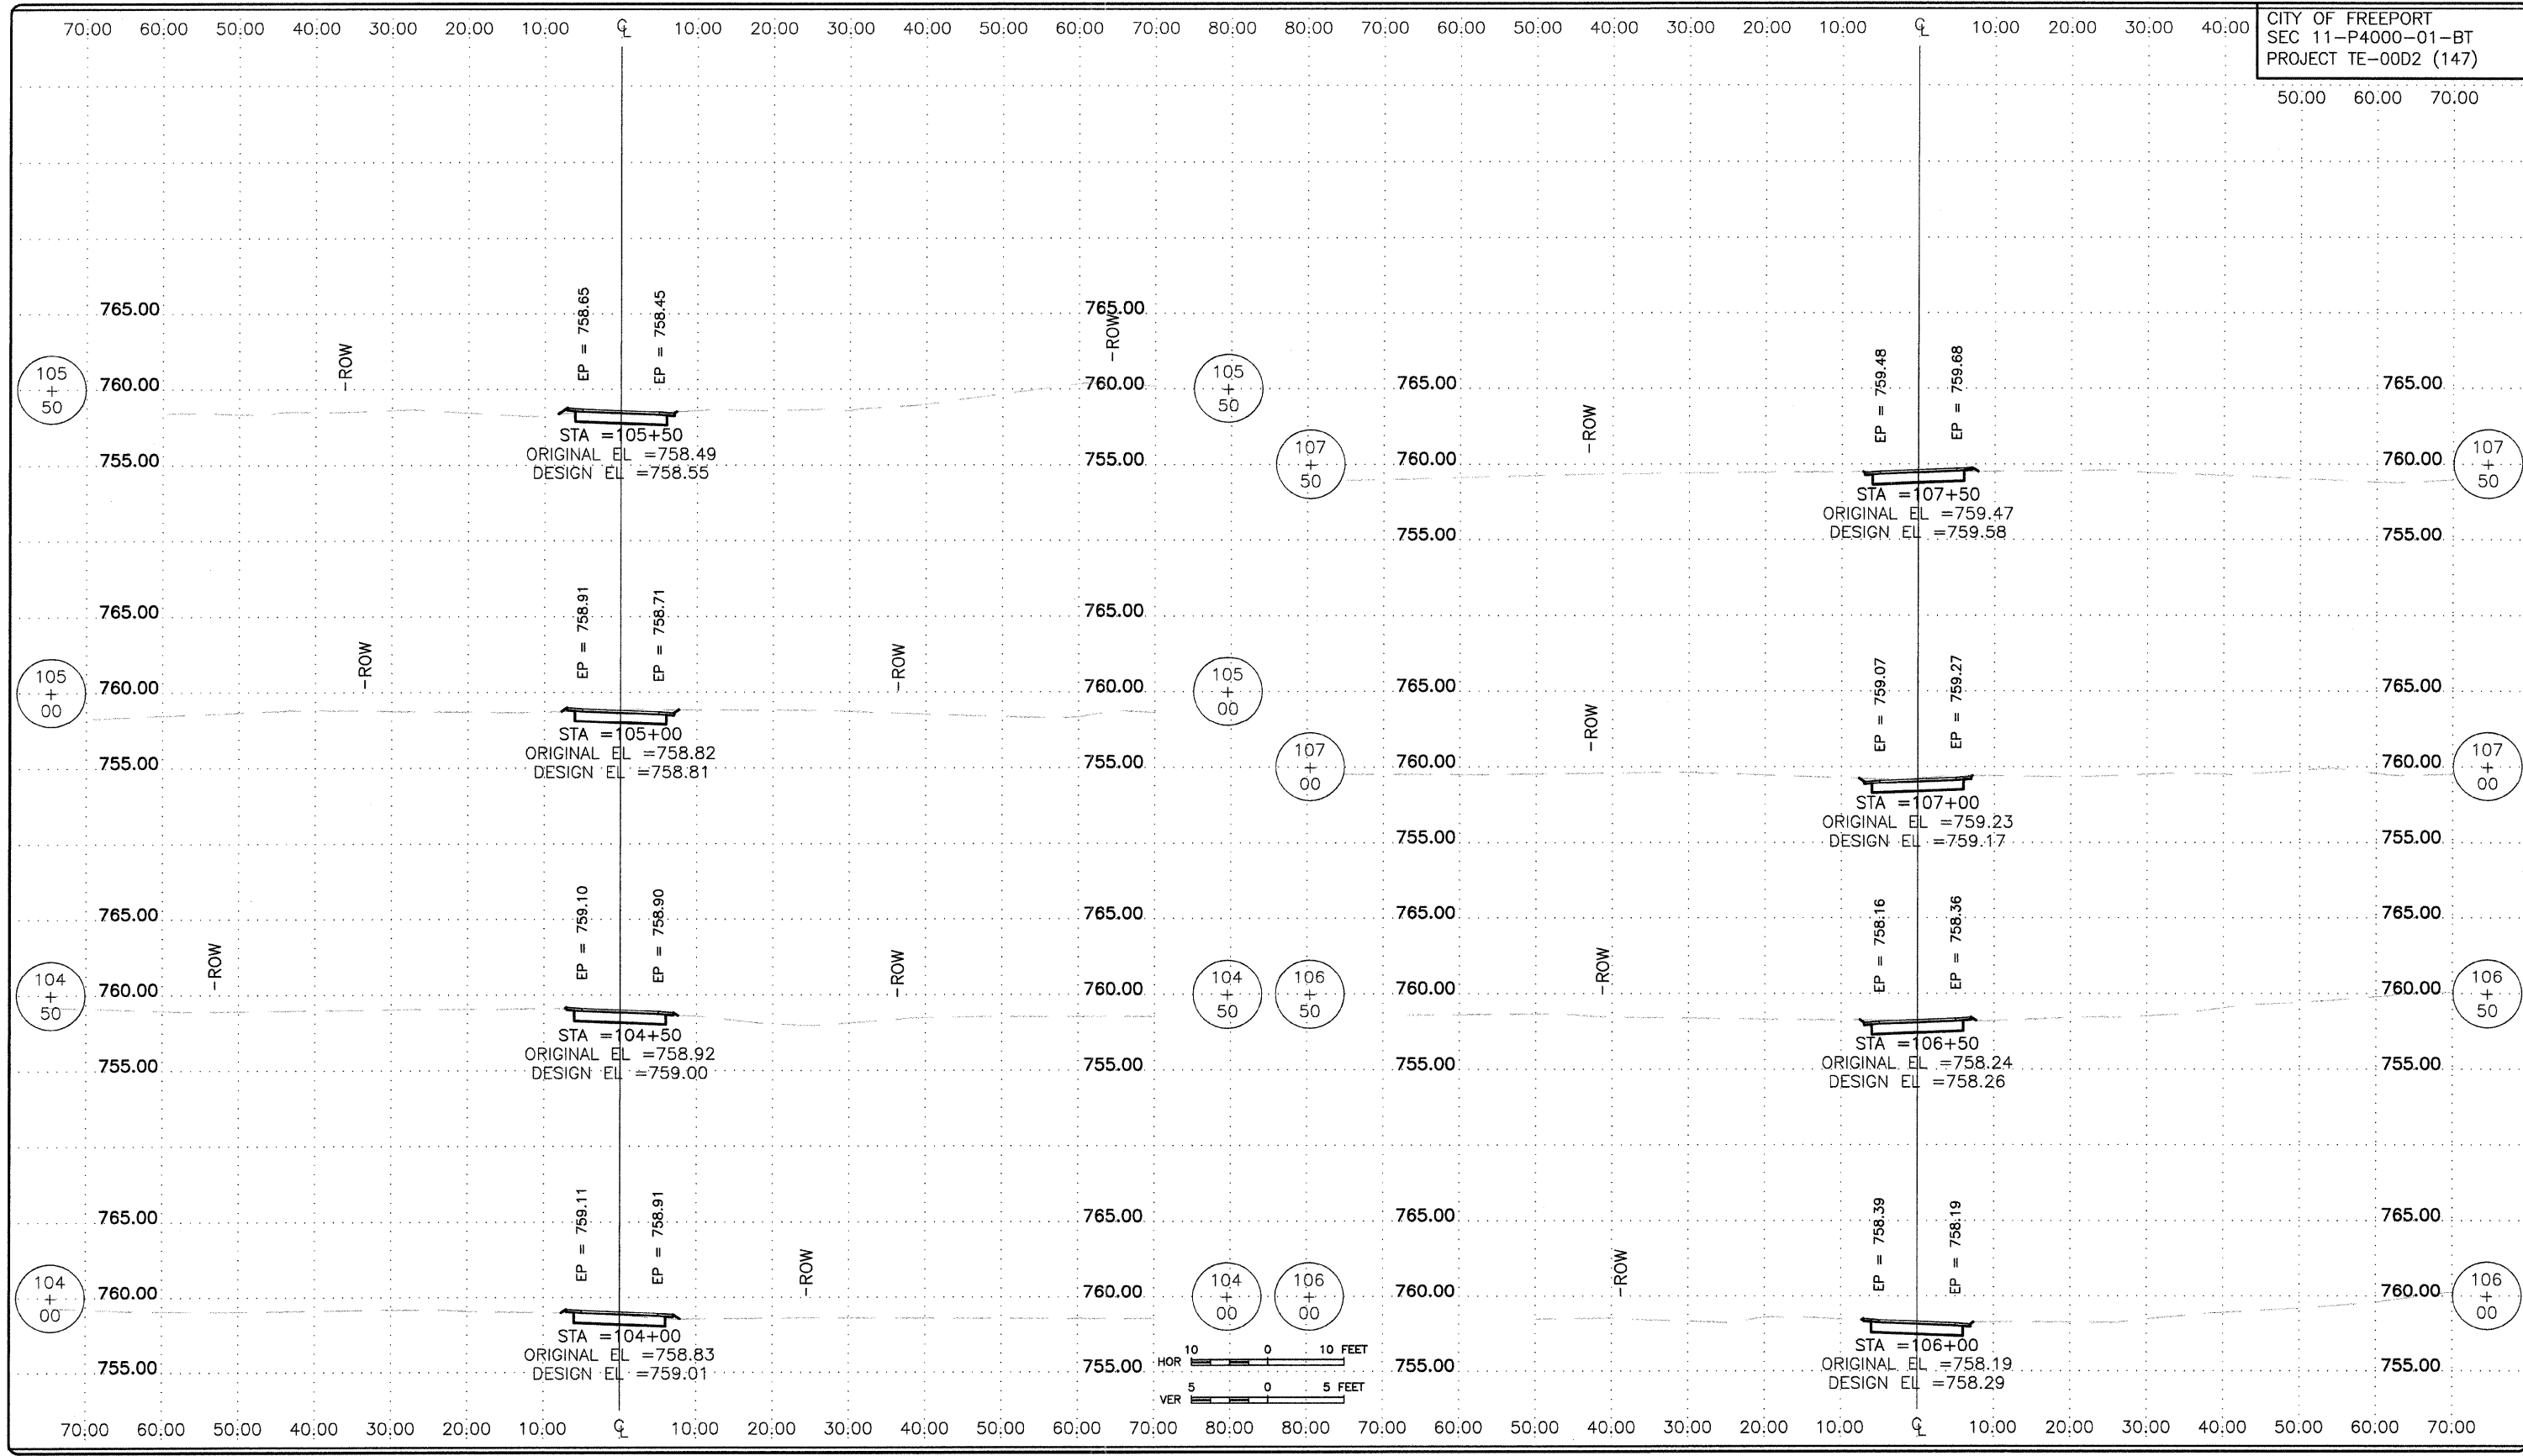 70.00 60.00 50.00 40.00 30.00 20.00 10.00 ℄ 10.00 20.00 30.00 40.00 50.00 60.00 70.00 80.00 80.00 70.00 60.00 50.00 40.00 30.00 20.00 10.00 ℄ 10.00 20.00 30.00 40.00
CITY OF FREEPORT
SEC 11-P4000-01-BT
PROJECT TE-00D2 (147)
50.00 60.00 70.00
765.00 765.00
EP = 758.65
EP = 758.45
-ROW
-ROW
105 + 50
760.00 760.00
105 + 50
755.00 755.00
STA =105+50
ORIGINAL EL =758.49
DESIGN EL =758.55
765.00 765.00
EP = 758.91
EP = 758.71
-ROW
-ROW
105 + 00
760.00 760.00
105 + 00
755.00 755.00
STA =105+00
ORIGINAL EL =758.82
DESIGN EL =758.81
765.00 765.00
EP = 759.10
EP = 758.90
-ROW
-ROW
104 + 50
760.00 760.00
104 + 50
755.00 755.00
STA =104+50
ORIGINAL EL =758.92
DESIGN EL =759.00
765.00 765.00
EP = 759.11
EP = 758.91
-ROW
104 + 00
760.00 760.00
104 + 00
755.00 755.00
STA =104+00
ORIGINAL EL =758.83
DESIGN EL =759.01
HOR 10 0 10 FEET
VER 5 0 5 FEET
765.00 765.00
EP = 759.48
EP = 759.68
-ROW
107 + 50
760.00 760.00
107 + 50
755.00 755.00
STA =107+50
ORIGINAL EL =759.47
DESIGN EL =759.58
765.00 765.00
EP = 759.07
EP = 759.27
-ROW
107 + 00
760.00 760.00
107 + 00
755.00 755.00
STA =107+00
ORIGINAL EL =759.23
DESIGN EL =759.17
765.00 765.00
EP = 758.16
EP = 758.36
-ROW
106 + 50
760.00 760.00
106 + 50
755.00 755.00
STA =106+50
ORIGINAL EL =758.24
DESIGN EL =758.26
765.00 765.00
EP = 758.39
EP = 758.19
-ROW
106 + 00
760.00 760.00
106 + 00
755.00 755.00
STA =106+00
ORIGINAL EL =758.19
DESIGN EL =758.29
70.00 60.00 50.00 40.00 30.00 20.00 10.00 ℄ 10.00 20.00 30.00 40.00 50.00 60.00 70.00 80.00 80.00 70.00 60.00 50.00 40.00 30.00 20.00 10.00 ℄ 10.00 20.00 30.00 40.00 50.00 60.00 70.00